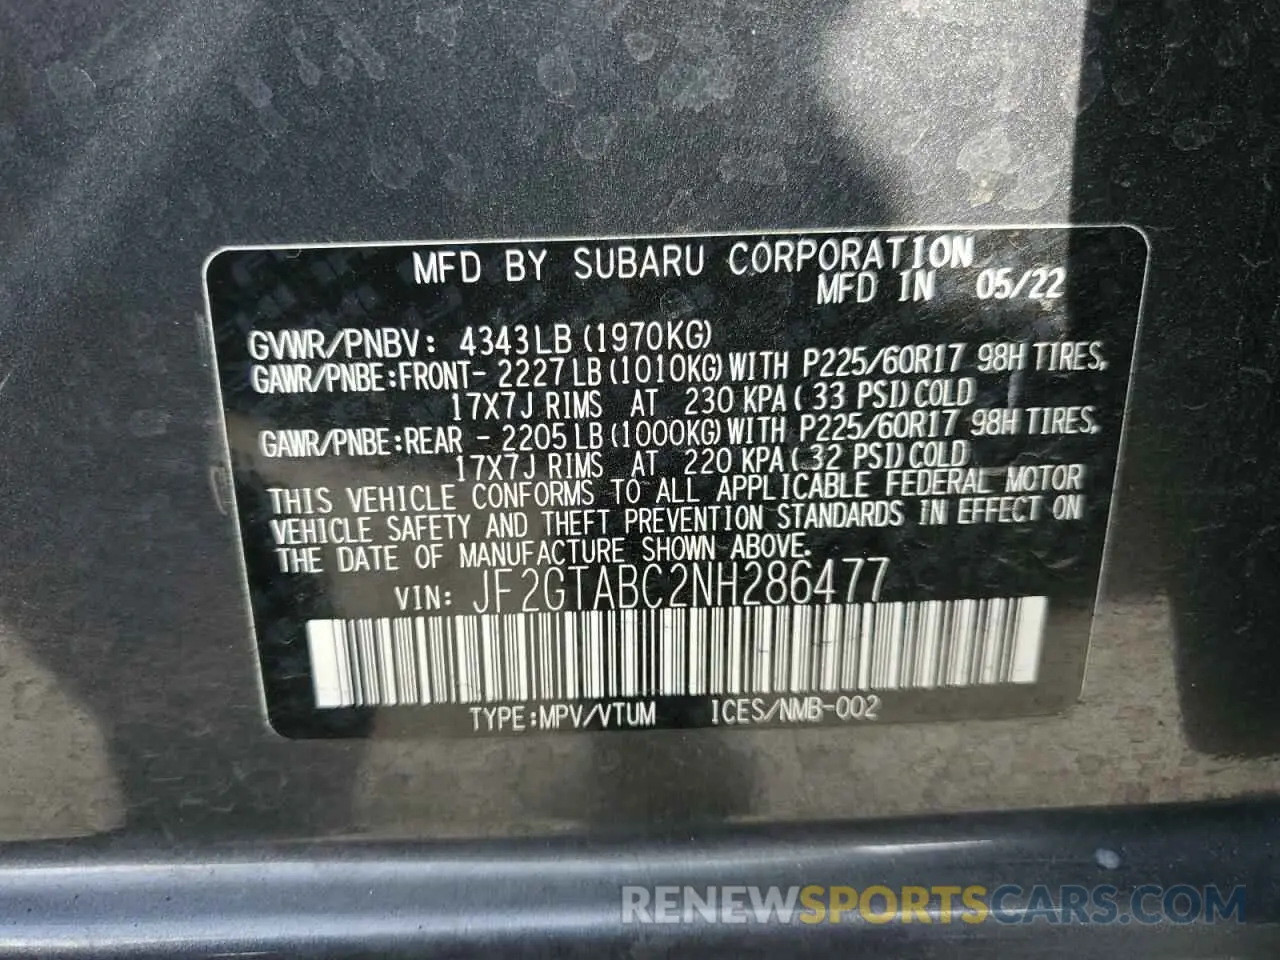 MFD BY SUBARU CORPORATION
MFD IN 05/22
GVWR/PNBV: 4343LB (1970KG)
GAWR/PNBE:FRONT- 2227LB (1010KG) WITH P225/60R17 98H TIRES,
17X7J RIMS AT 230 KPA( 33 PSI)COLD
GAWR/PNBE:REAR - 2205LB (1000KG) WITH P225/60R17 98H TIRES,
17X7J RIMS AT 220 KPA( 32 PSI)COLD
THIS VEHICLE CONFORMS TO ALL APPLICABLE FEDERAL MOTOR
VEHICLE SAFETY AND THEFT PREVENTION STANDARDS IN EFFECT ON
THE DATE OF MANUFACTURE SHOWN ABOVE.
VIN: JF2GTABC2NH286477
TYPE:MPV/VTUM ICES/NMB-002
RENEWSPORTSCARS.COM